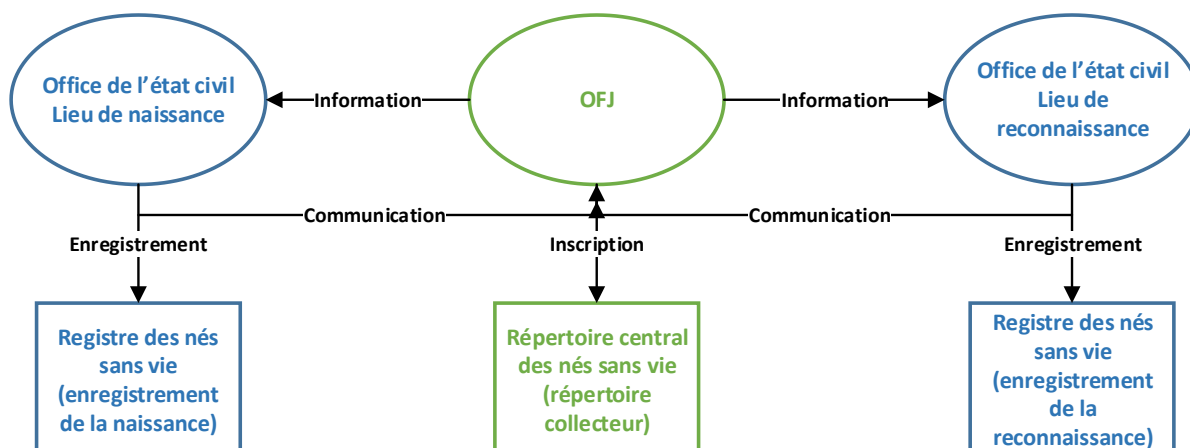 Office de l’état civil
Lieu de naissance
Information
OFJ
Information
Office de l’état civil
Lieu de
reconnaissance
Communication
Communication
Enregistrement
Inscription
Enregistrement
Registre des nés
sans vie
(enregistrement
de la naissance)
Répertoire central
des nés sans vie
(répertoire
collecteur)
Registre des nés
sans vie
(enregistrement
de la
reconnaissance)